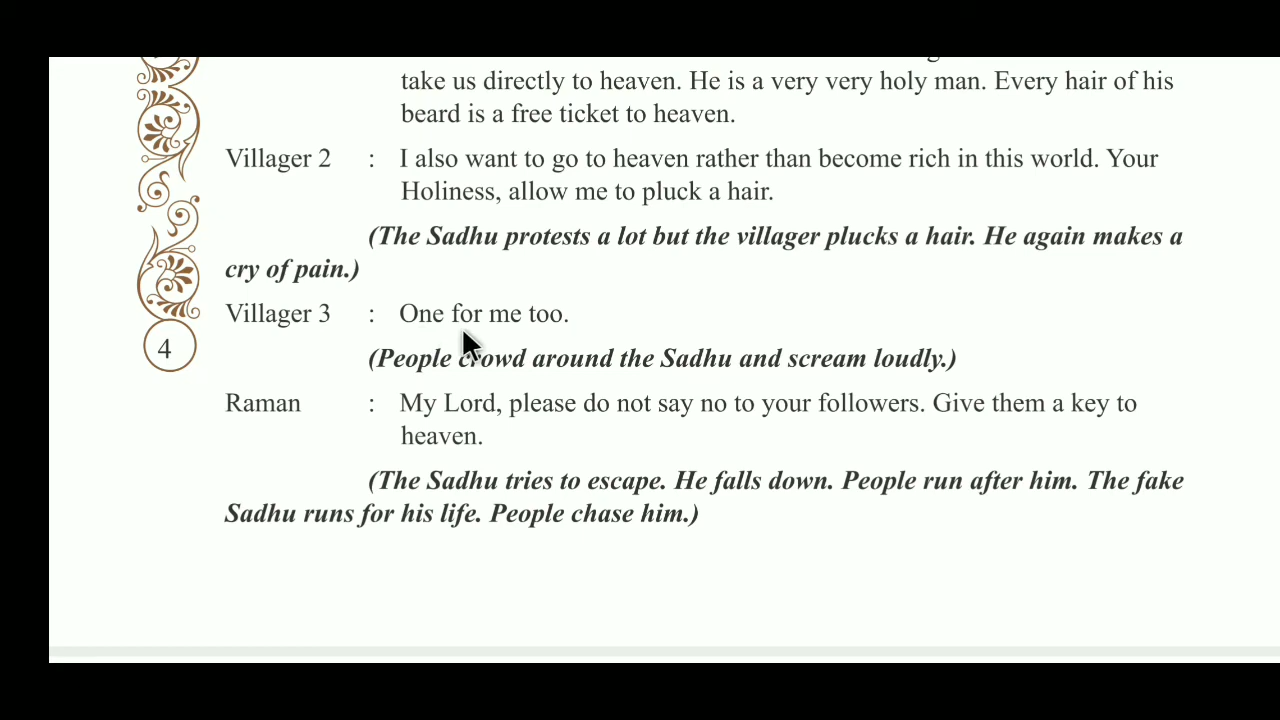 take us directly to heaven. He is a very very holy man. Every hair of his
beard is a free ticket to heaven.
Villager 2 : I also want to go to heaven rather than become rich in this world. Your
Holiness, allow me to pluck a hair.
(The Sadhu protests a lot but the villager plucks a hair. He again makes a
cry of pain.)
Villager 3 : One for me too.
4
(People crowd around the Sadhu and scream loudly.)
Raman : My Lord, please do not say no to your followers. Give them a key to
heaven.
(The Sadhu tries to escape. He falls down. People run after him. The fake
Sadhu runs for his life. People chase him.)